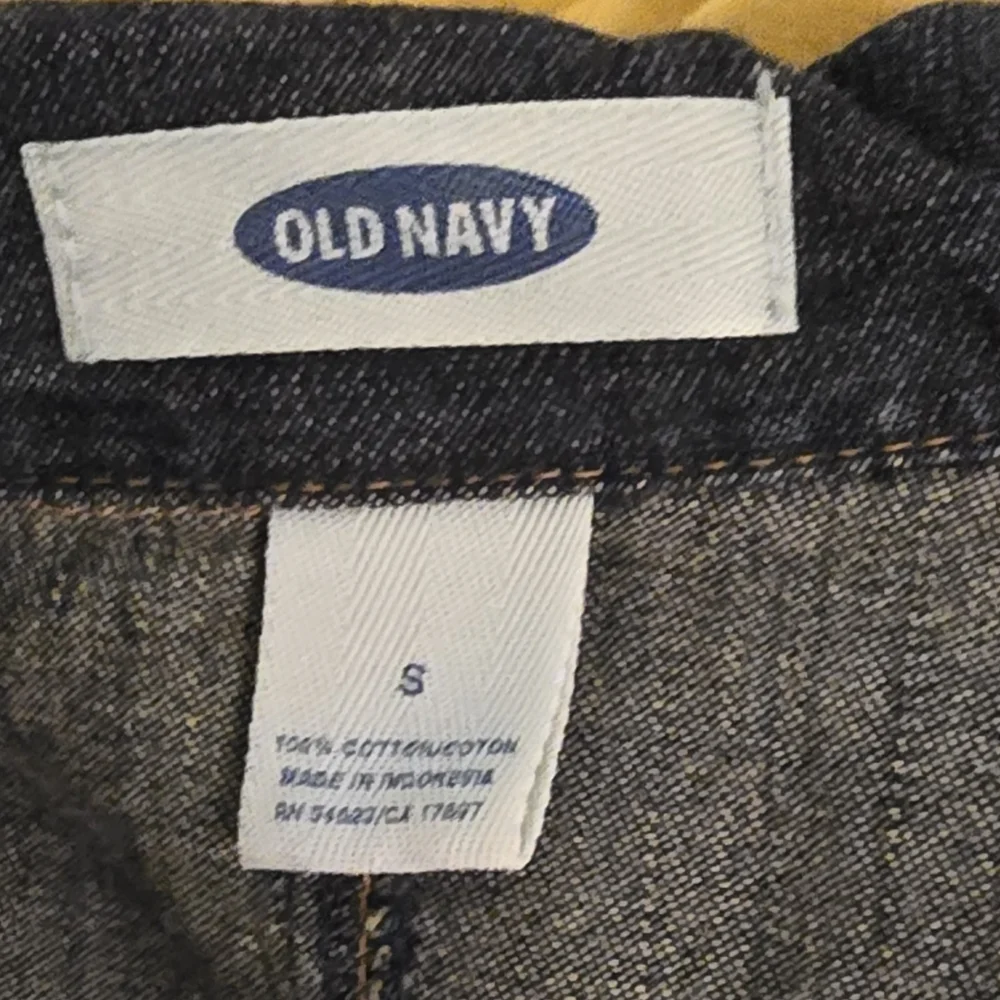 OLD NAVY
S
100% COTTON/COTON
MADE IN INDONESIA
RN 54023/CA 17897